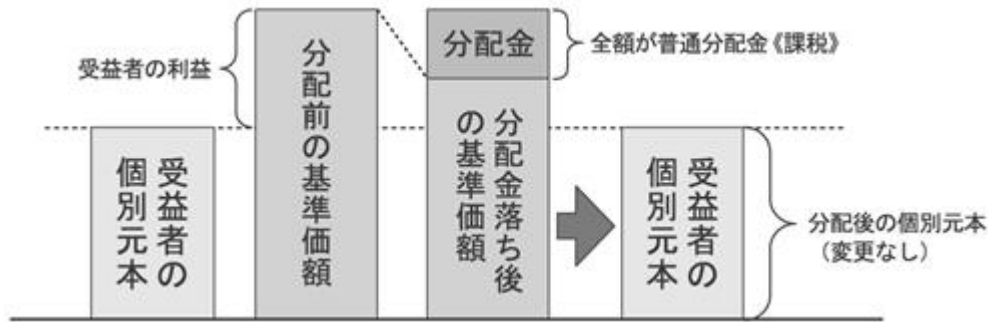 受益者の利益
受益者の
個別元本
分配前の基準価額
分配金
全額が普通分配金《課税》
分配金落ち後
の基準価額
受益者の
個別元本
分配後の個別元本
(変更なし)